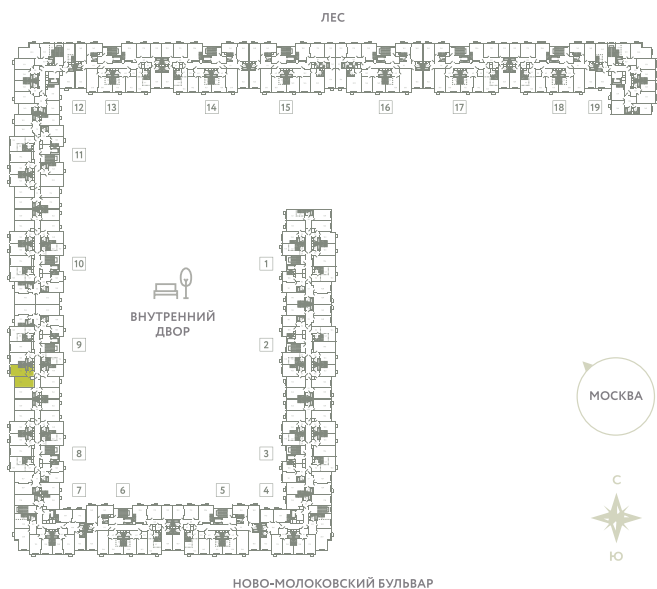 ЛЕС
12 13 14 15 16 17 18 19
11
10 1
ВНУТРЕННИЙ
ДВОР
9 2
МОСКВА
8 3
7 6 5 4
С
Ю
НОВО-МОЛОКОВСКИЙ БУЛЬВАР